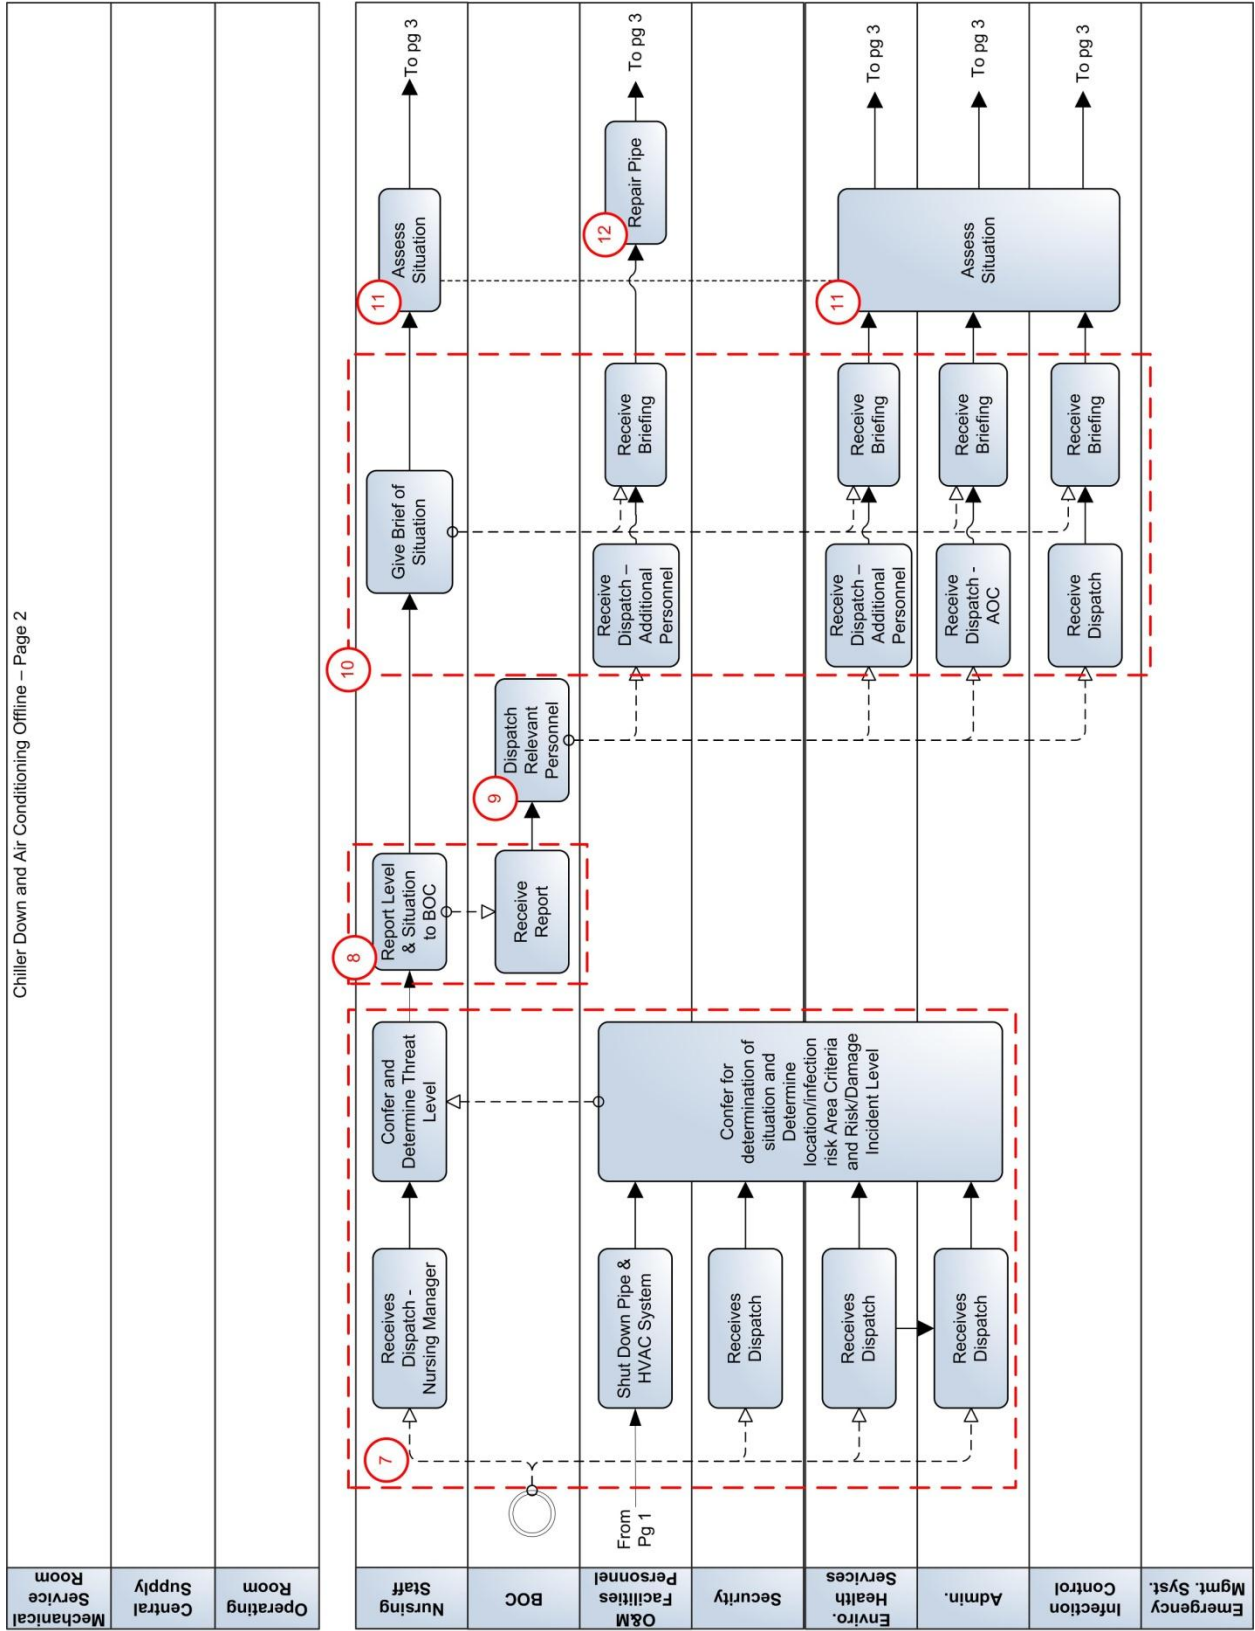 Chiller Down and Air Conditioning Offline – Page 2
Mechanical
Service
Room
Central
Supply
Operating
Room
Nursing
Staff
7
Receives
Dispatch -
Nursing Manager
Confer and
Determine Threat
Level
8
Report Level
& Situation
to BOC
10
Give Brief of
Situation
11
Assess
Situation
To pg 3
BOC
Receive
Report
9
Dispatch
Relevant
Personnel
O&M
Facilities
Personnel
From
Pg 1
Shut Down Pipe &
HVAC System
Confer for
determination of
situation and
Determine
location/infection
risk Area Criteria
and Risk/Damage
Incident Level
Receive
Dispatch –
Additional
Personnel
Receive
Briefing
12
Repair Pipe
To pg 3
Security
Receives
Dispatch
Enviro.
Health
Services
Receives
Dispatch
Receive
Dispatch –
Additional
Personnel
Receive
Briefing
11
Assess
Situation
To pg 3
Admin.
Receives
Dispatch
Receive
Dispatch -
AOC
Receive
Briefing
To pg 3
Infection
Control
Receive
Dispatch
Receive
Briefing
To pg 3
Emergency
Mgmt. Syst.